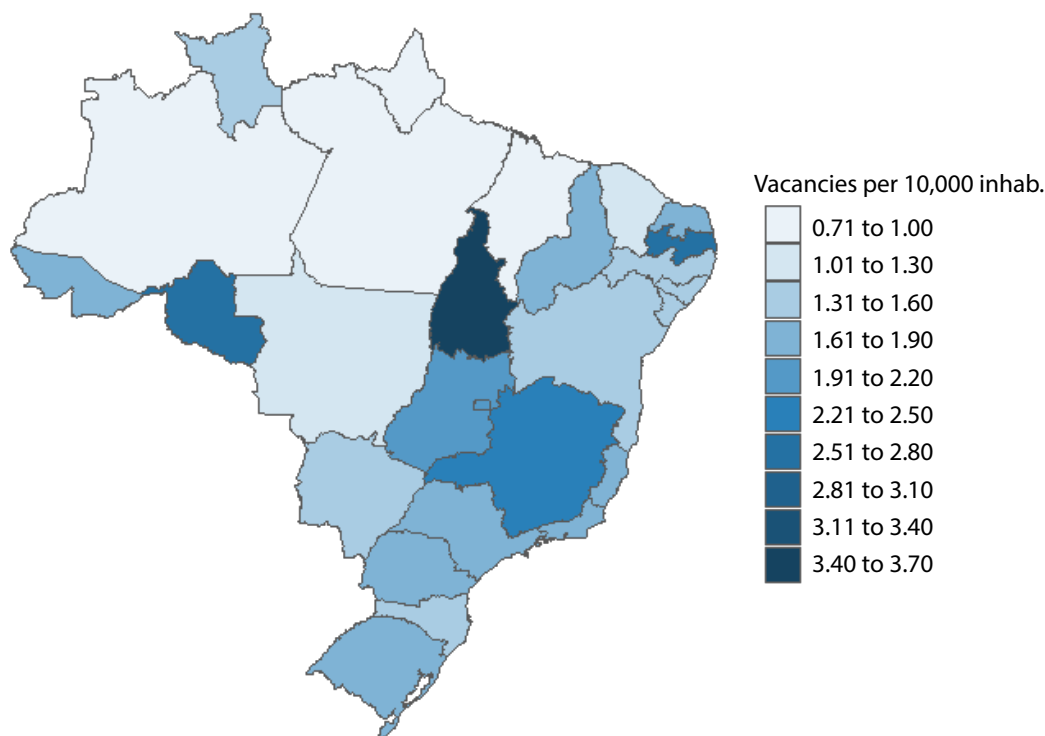 Vacancies per 10,000 inhab.
0.71 to 1.00
1.01 to 1.30
1.31 to 1.60
1.61 to 1.90
1.91 to 2.20
2.21 to 2.50
2.51 to 2.80
2.81 to 3.10
3.11 to 3.40
3.40 to 3.70